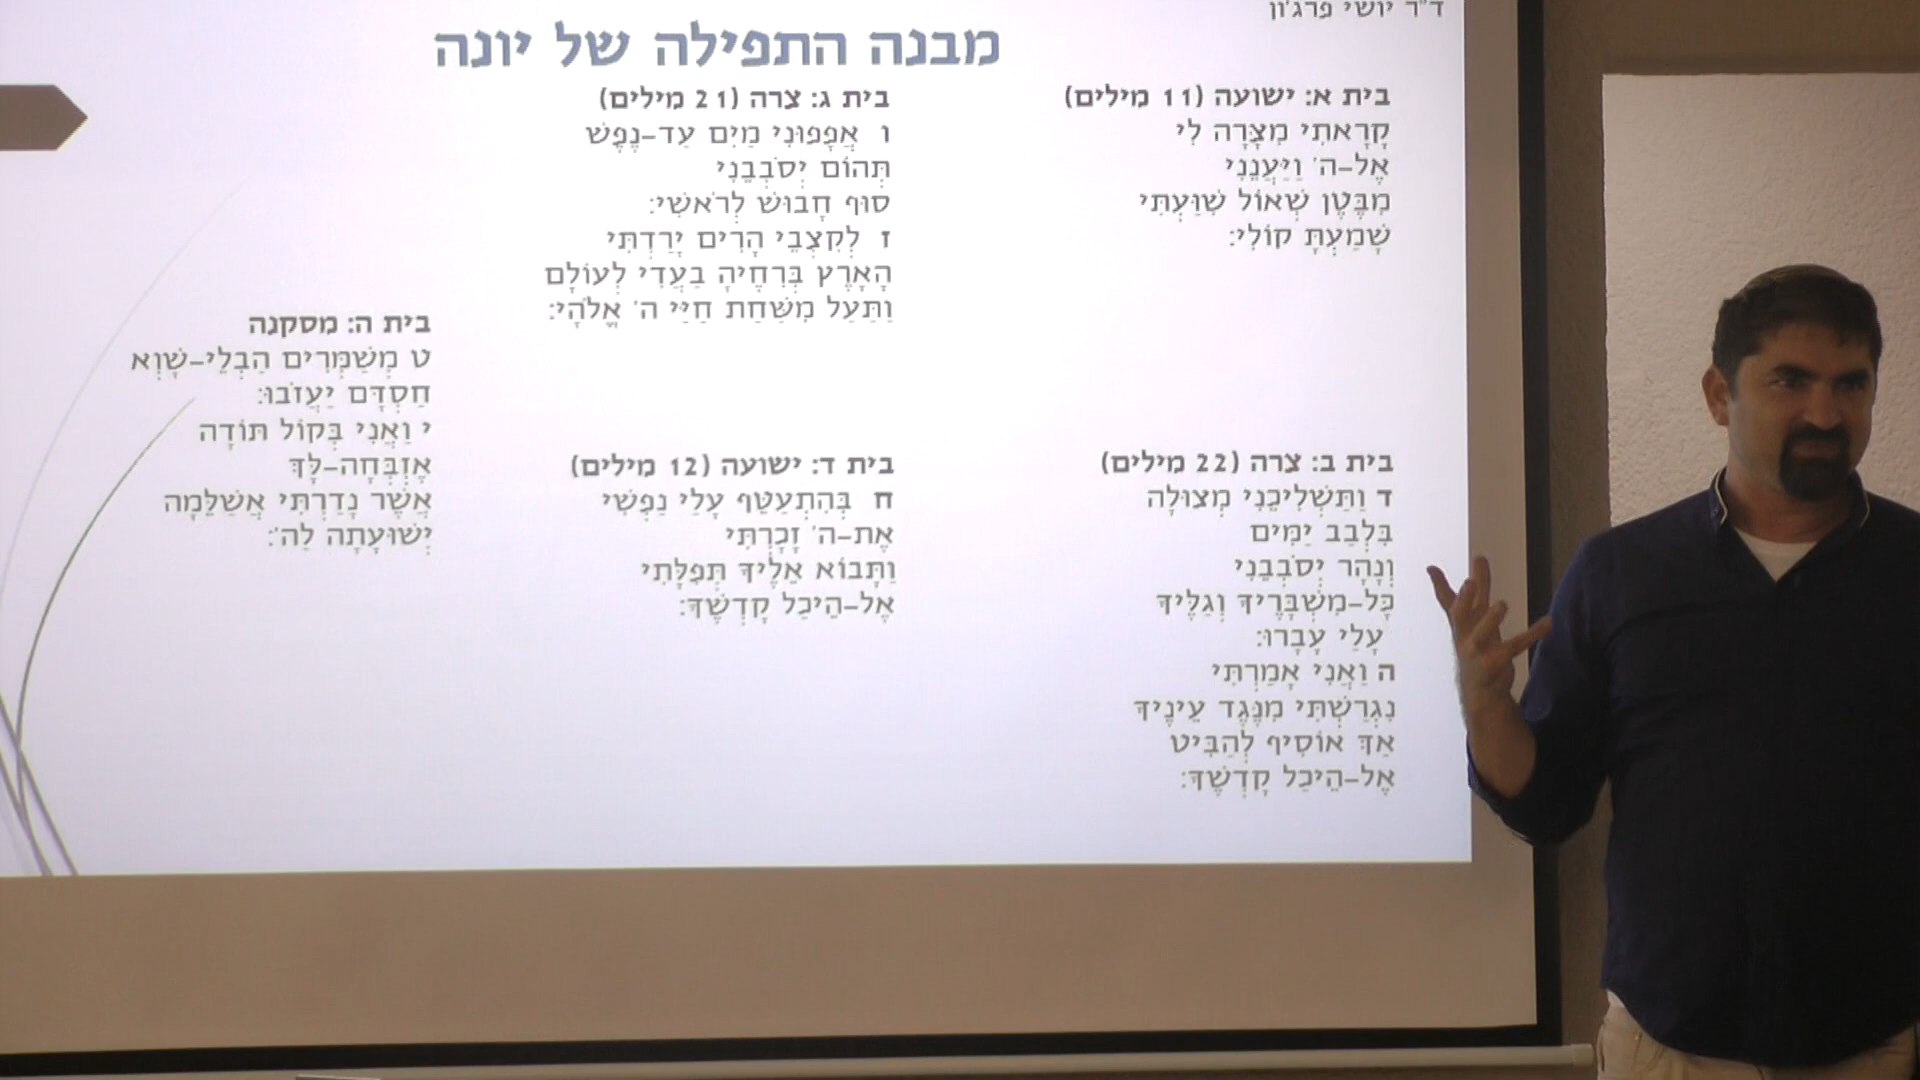 ד"ר יושי פרג'ון
מבנה התפילה של יונה
בית א: ישועה (11 מילים)
קָרָאתִי מִצָּרָה לִי
אֶל-ה' וַיַּעֲנֵנִי
מִבֶּטֶן שְׁאוֹל שִׁוַּעְתִּי
שָׁמַעְתָּ קוֹלִי:
בית ב: צרה (22 מילים)
ד וַתַּשְׁלִיכֵנִי מְצוּלָה
בִּלְבַב יַמִּים
וְנָהָר יְסֹבְבֵנִי
כָּל-מִשְׁבָּרֶיךָ וְגַלֶּיךָ
עָלַי עָבָרוּ:
ה וַאֲנִי אָמַרְתִּי
נִגְרַשְׁתִּי מִנֶּגֶד עֵינֶיךָ
אַךְ אוֹסִיף לְהַבִּיט
אֶל-הֵיכַל קָדְשֶׁךָ:
בית ג: צרה (21 מילים)
ו אֲפָפוּנִי מַיִם עַד-נֶפֶשׁ
תְּהוֹם יְסֹבְבֵנִי
סוּף חָבוּשׁ לְרֹאשִׁי:
ז לְקִצְבֵי הָרִים יָרַדְתִּי
הָאָרֶץ בְּרִחֶיהָ בַעֲדִי לְעוֹלָם
וַתַּעַל מִשַּׁחַת חַיַּי ה' אֱלֹהָי:
בית ד: ישועה (12 מילים)
ח בְּהִתְעַטֵּף עָלַי נַפְשִׁי
אֶת-ה' זָכָרְתִּי
וַתָּבוֹא אֵלֶיךָ תְּפִלָּתִי
אֶל-הֵיכַל קָדְשֶׁךָ:
בית ה: מסקנה
ט מְשַׁמְּרִים הַבְלֵי-שָׁוְא
חַסְדָּם יַעֲזֹבוּ:
י וַאֲנִי בְּקוֹל תּוֹדָה
אֶזְבְּחָה-לָּךְ
אֲשֶׁר נָדַרְתִּי אֲשַׁלֵּמָה
יְשׁוּעָתָה לַה':